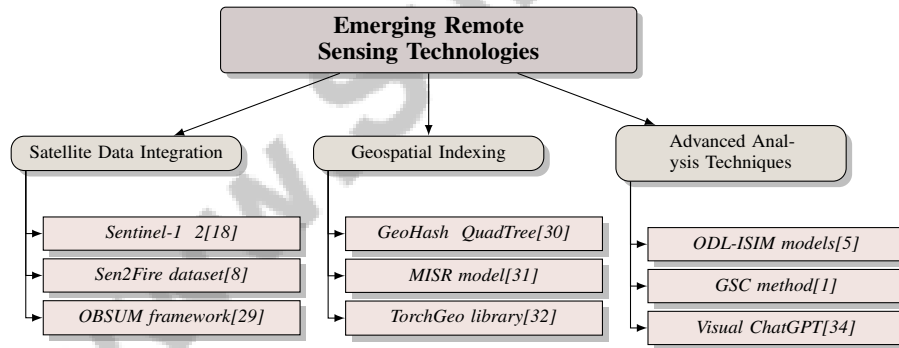 Emerging Remote
Sensing Technologies
Satellite Data Integration
Sentinel-1 2[18]
Sen2Fire dataset[8]
OBSUM framework[29]
Geospatial Indexing
GeoHash QuadTree[30]
MISR model[31]
TorchGeo library[32]
Advanced Anal-
ysis Techniques
ODL-ISIM models[5]
GSC method[1]
Visual ChatGPT[34]